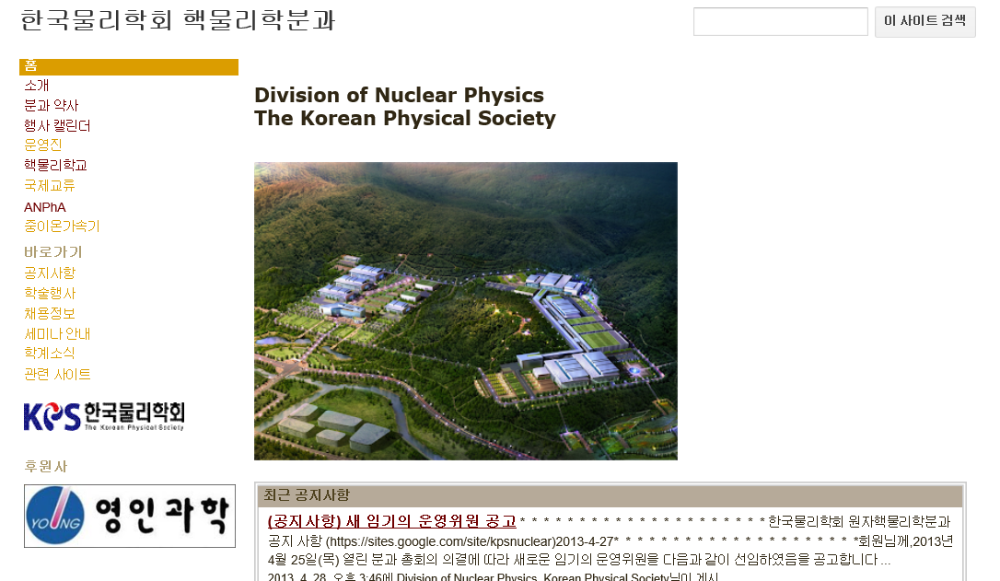 한국물리학회 핵물리학분과
이 사이트 검색
홈
소개
분과 약사
행사 캘린더
운영진
핵물리학교
국제교류
ANPhA
중이온가속기
바로가기
공지사항
학술행사
채용정보
세미나 안내
학계소식
관련 사이트
KPS 한국물리학회
The Korean Physical Society
후원사
YOUNG 영인과학
Division of Nuclear Physics
The Korean Physical Society
최근 공지사항
(공지사항) 새 임기의 운영위원 공고 * * * * * * * * * * * * * * * * * * * * * * 한국물리학회 원자핵물리학분과
공지 사항 (https://sites.google.com/site/kpsnuclear)2013-4-27* * * * * * * * * * * * * * * * * * * * * *회원님께,2013년
4월 25일(목) 열린 분과 총회의 의결에 따라 새로운 임기의 운영위원을 다음과 같이 선임하였음을 공고합니다 ...
2013. 4. 28. 오후 3:46에 Division of Nuclear Physics, Korean Physical Society님이 게시